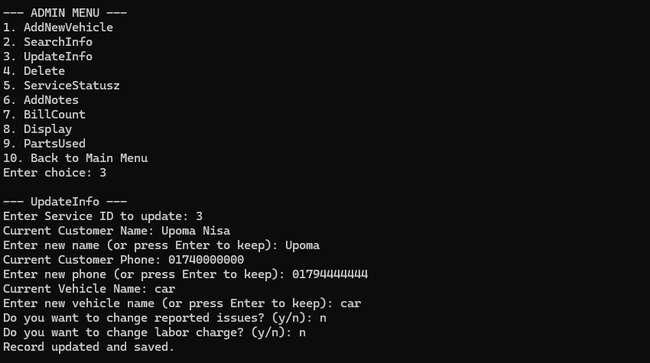 --- ADMIN MENU ---
1. AddNewVehicle
2. SearchInfo
3. UpdateInfo
4. Delete
5. ServiceStatusz
6. AddNotes
7. BillCount
8. Display
9. PartsUsed
10. Back to Main Menu
Enter choice: 3

--- UpdateInfo ---
Enter Service ID to update: 3
Current Customer Name: Upoma Nisa
Enter new name (or press Enter to keep): Upoma
Current Customer Phone: 01740000000
Enter new phone (or press Enter to keep): 01794444444
Current Vehicle Name: car
Enter new vehicle name (or press Enter to keep): car
Do you want to change reported issues? (y/n): n
Do you want to change labor charge? (y/n): n
Record updated and saved.